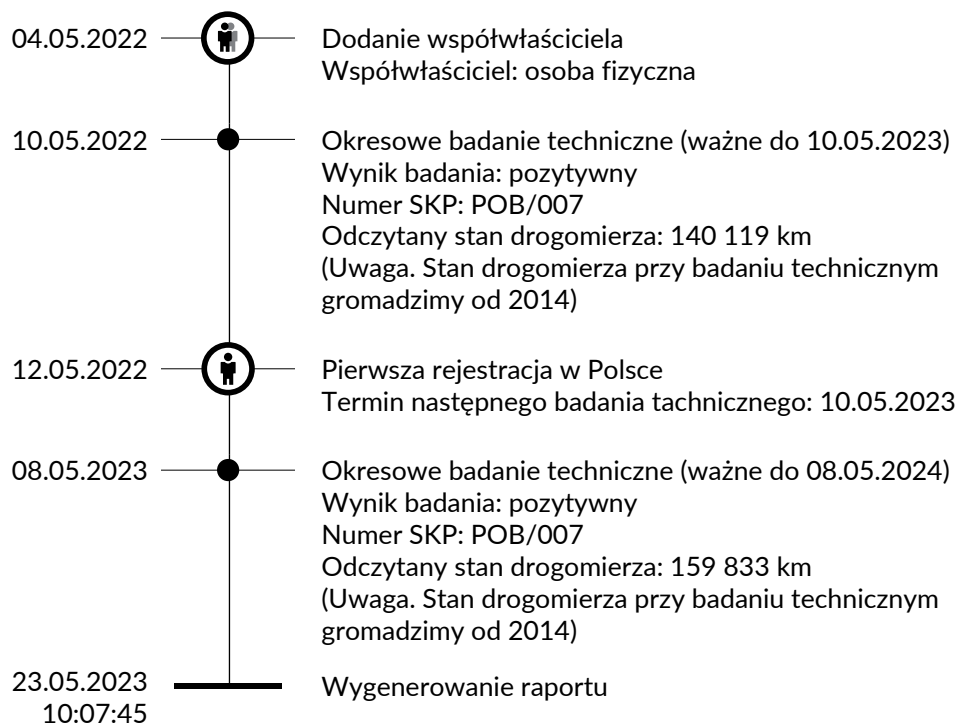 04.05.2022
Dodanie współwłaściciela
Współwłaściciel: osoba fizyczna
10.05.2022
Okresowe badanie techniczne (ważne do 10.05.2023)
Wynik badania: pozytywny
Numer SKP: POB/007
Odczytany stan drogomierza: 140 119 km
(Uwaga. Stan drogomierza przy badaniu technicznym
gromadzimy od 2014)
12.05.2022
Pierwsza rejestracja w Polsce
Termin następnego badania tachnicznego: 10.05.2023
08.05.2023
Okresowe badanie techniczne (ważne do 08.05.2024)
Wynik badania: pozytywny
Numer SKP: POB/007
Odczytany stan drogomierza: 159 833 km
(Uwaga. Stan drogomierza przy badaniu technicznym
gromadzimy od 2014)
23.05.2023
10:07:45
Wygenerowanie raportu